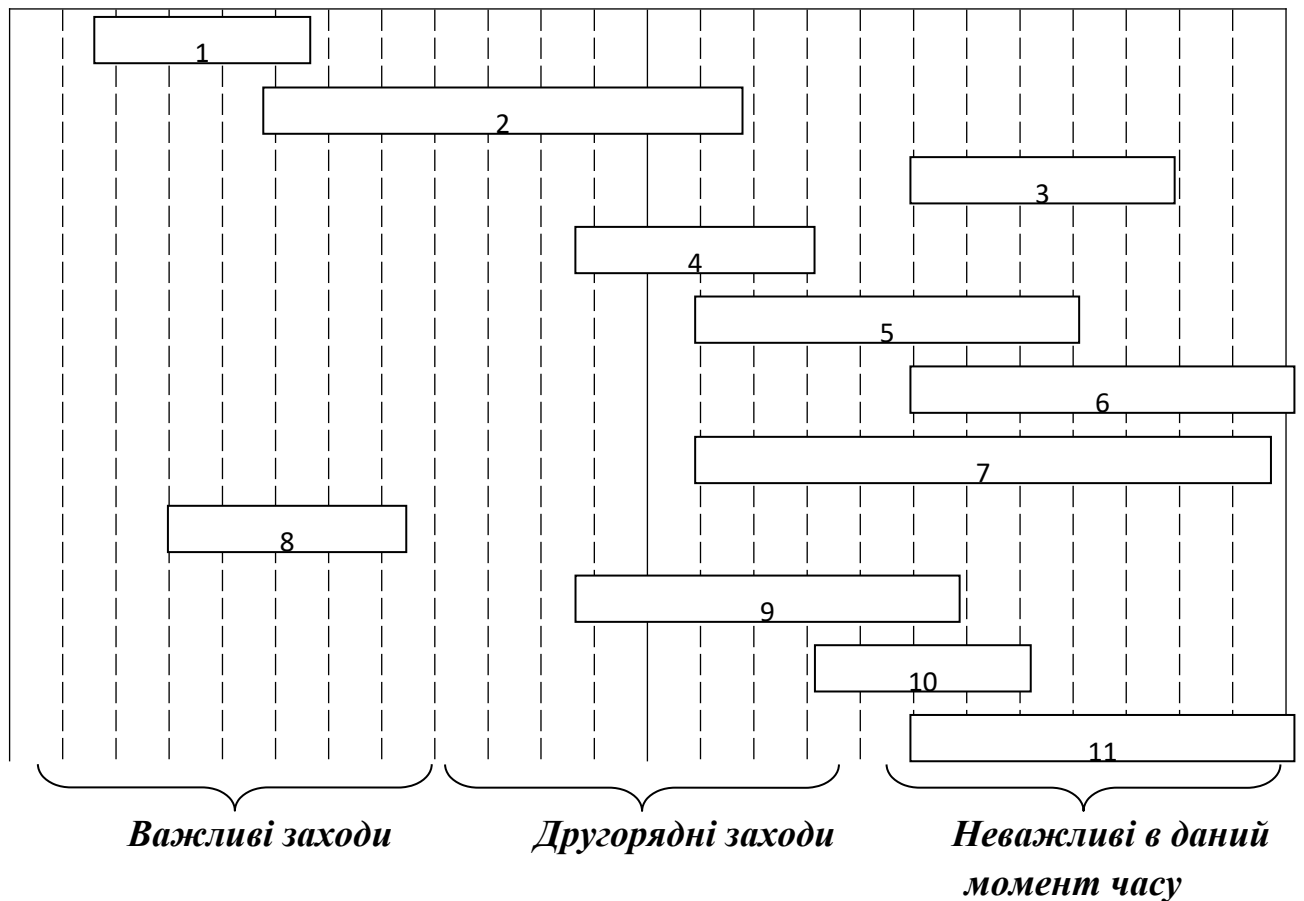 1
2
3
4
5
6
7
8
9
10
11
Важливі заходи
Другорядні заходи
Неважливі в даний
момент часу